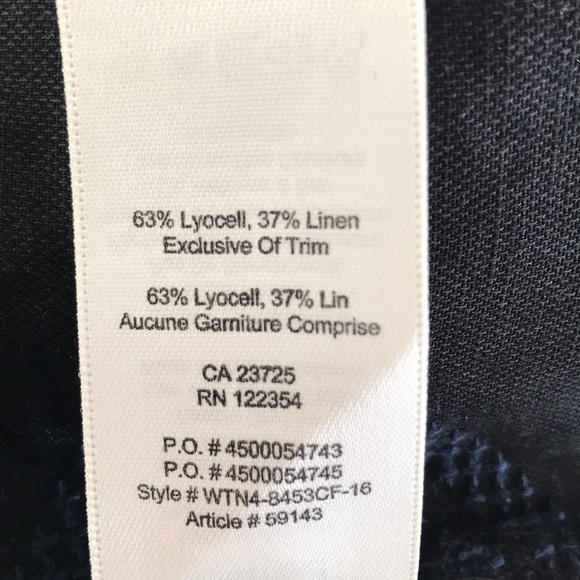 63% Lyocell, 37% Linen
Exclusive Of Trim
63% Lyocell, 37% Lin
Aucune Garniture Comprise
CA 23725
RN 122354
P.O. # 4500054743
P.O. # 4500054745
Style # WTN4-8453CF-16
Article # 59143